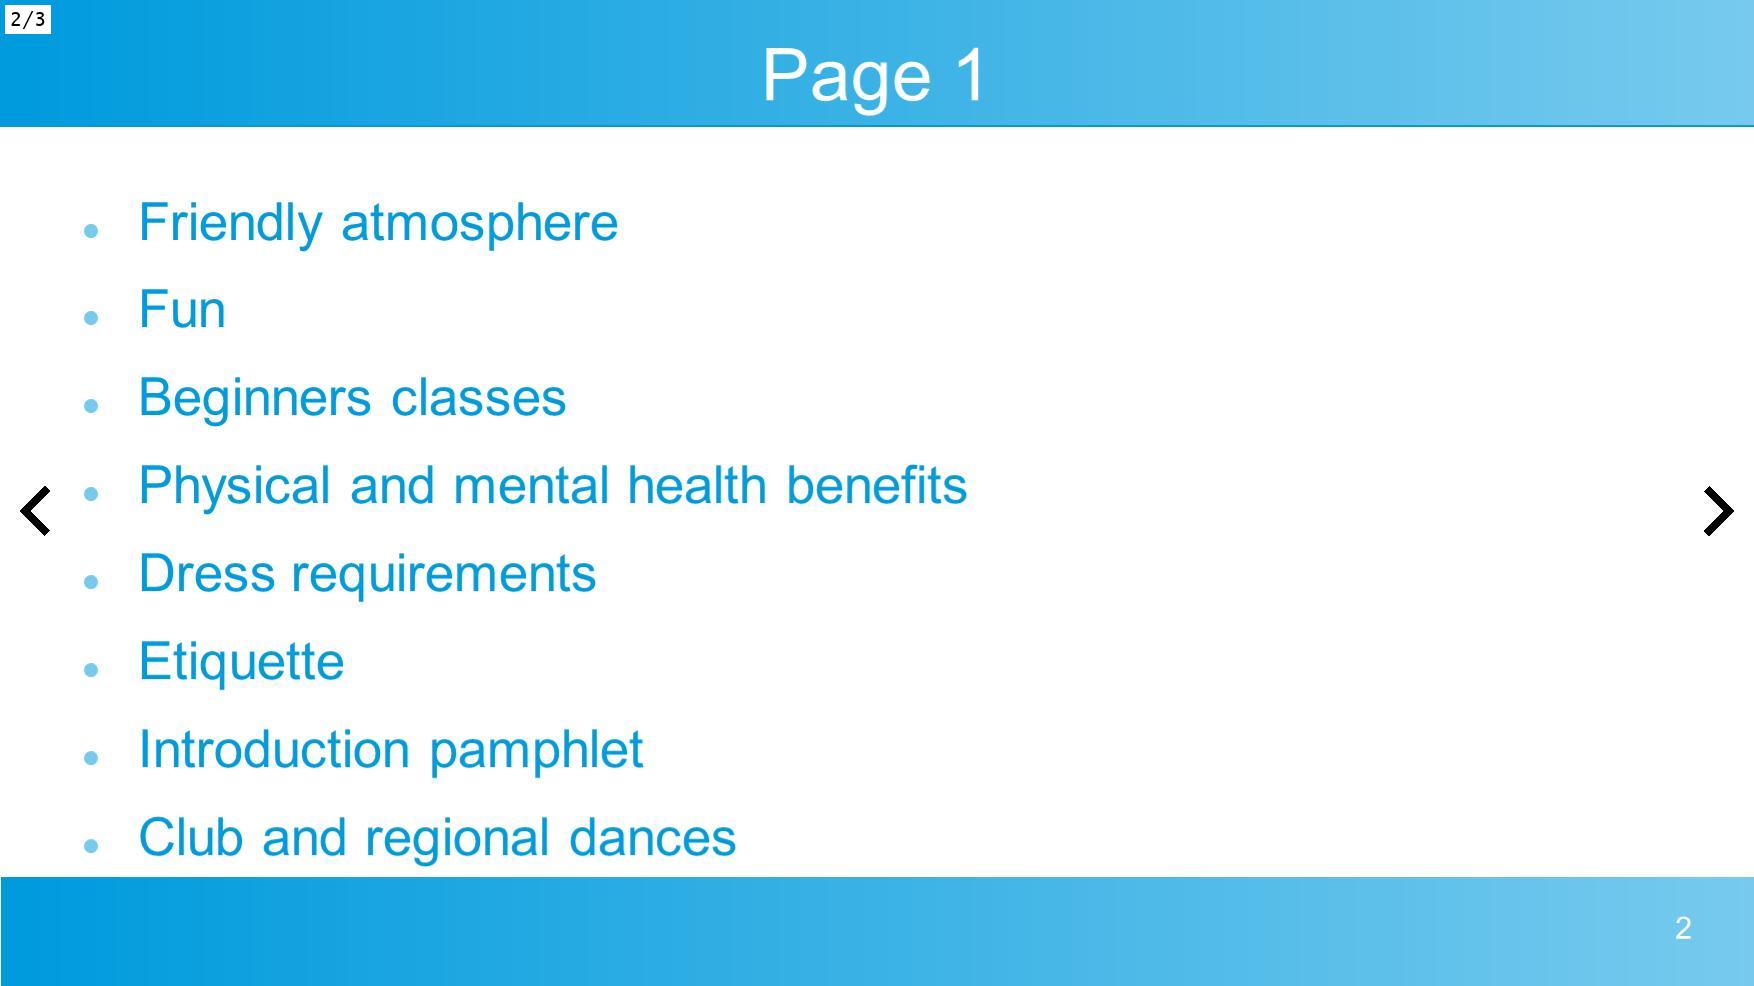 2/3
Page 1
Friendly atmosphere
Fun
Beginners classes
Physical and mental health benefits
Dress requirements
Etiquette
Introduction pamphlet
Club and regional dances
2